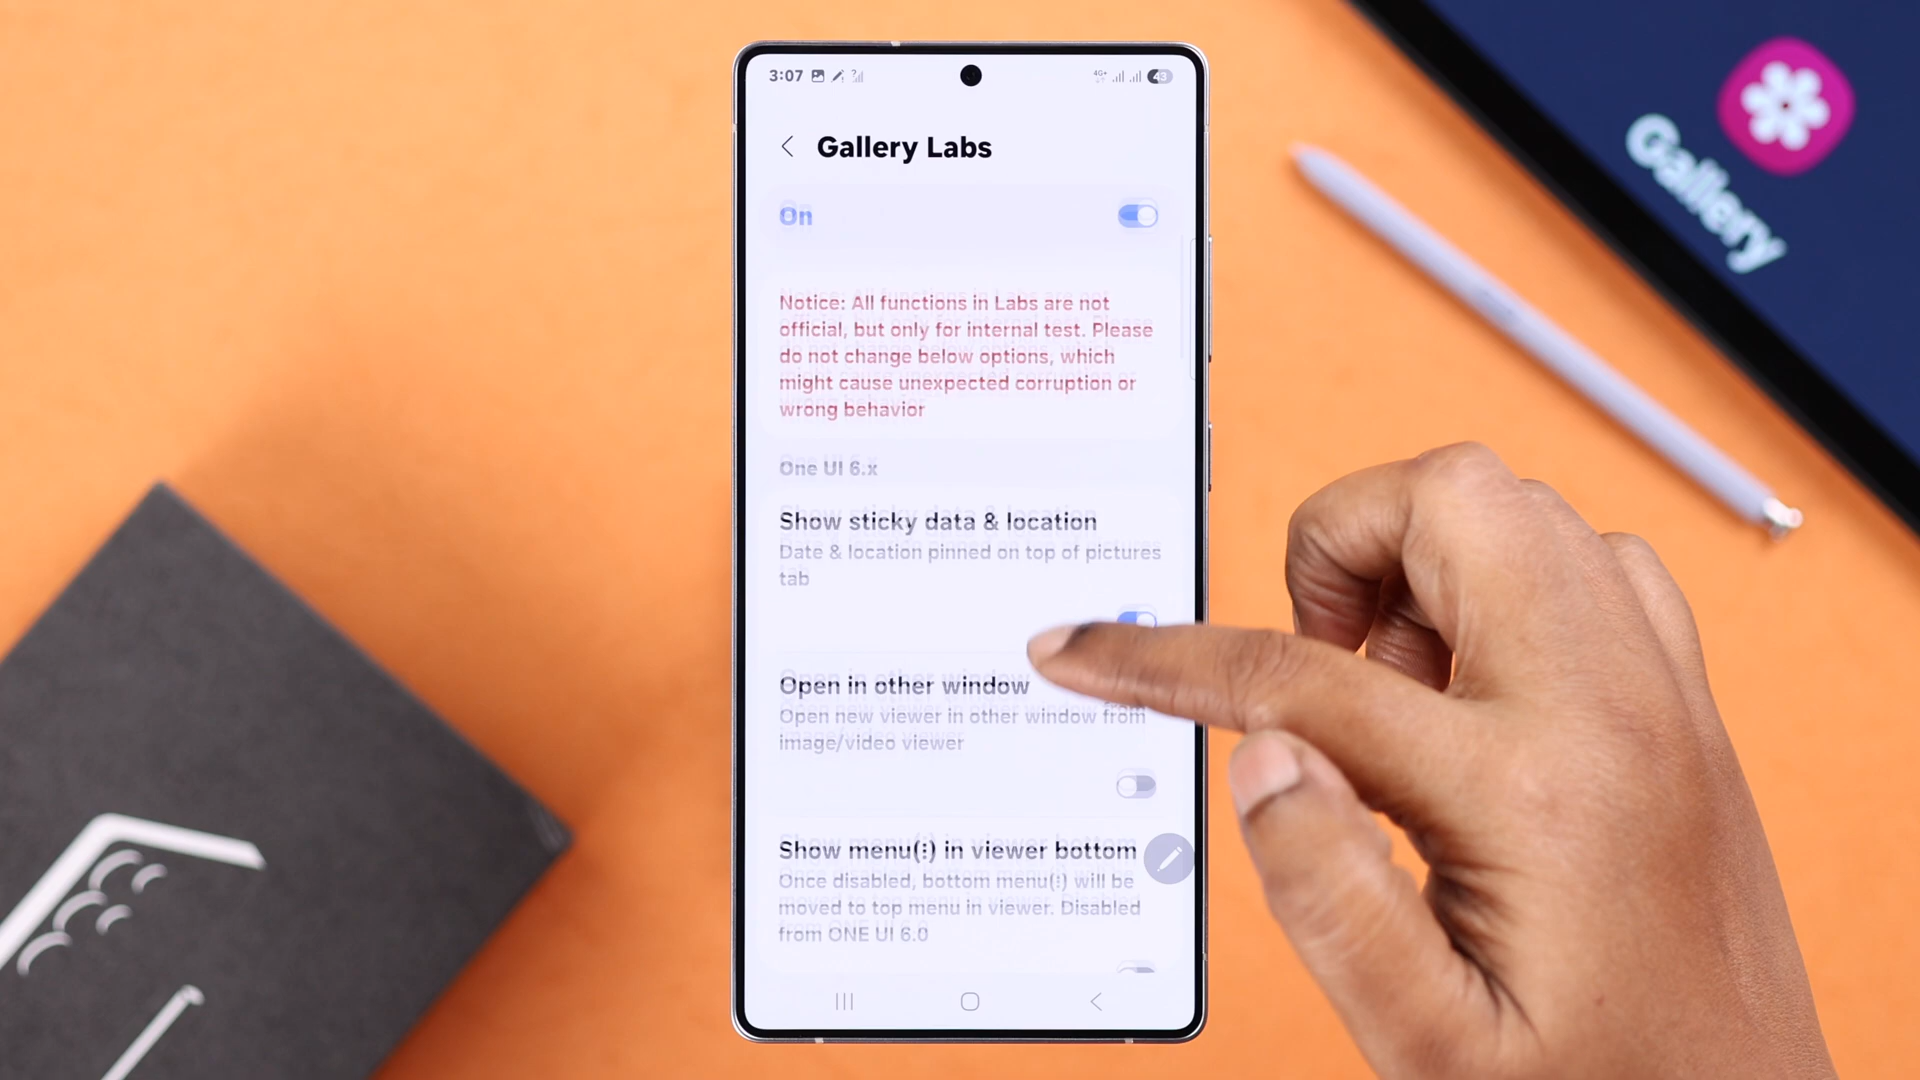 3:07
4G+
43
Gallery Labs
On
Notice: All functions in Labs are not
official, but only for internal test. Please
do not change below options, which
might cause unexpected corruption or
wrong behavior
One UI 6.x
Show sticky data & location
Date & location pinned on top of pictures
tab
Open in other window
Open new viewer in other window from
image/video viewer
Show menu(⁝) in viewer bottom
Once disabled, bottom menu(⁝) will be
moved to top menu in viewer. Disabled
from ONE UI 6.0
Gallery